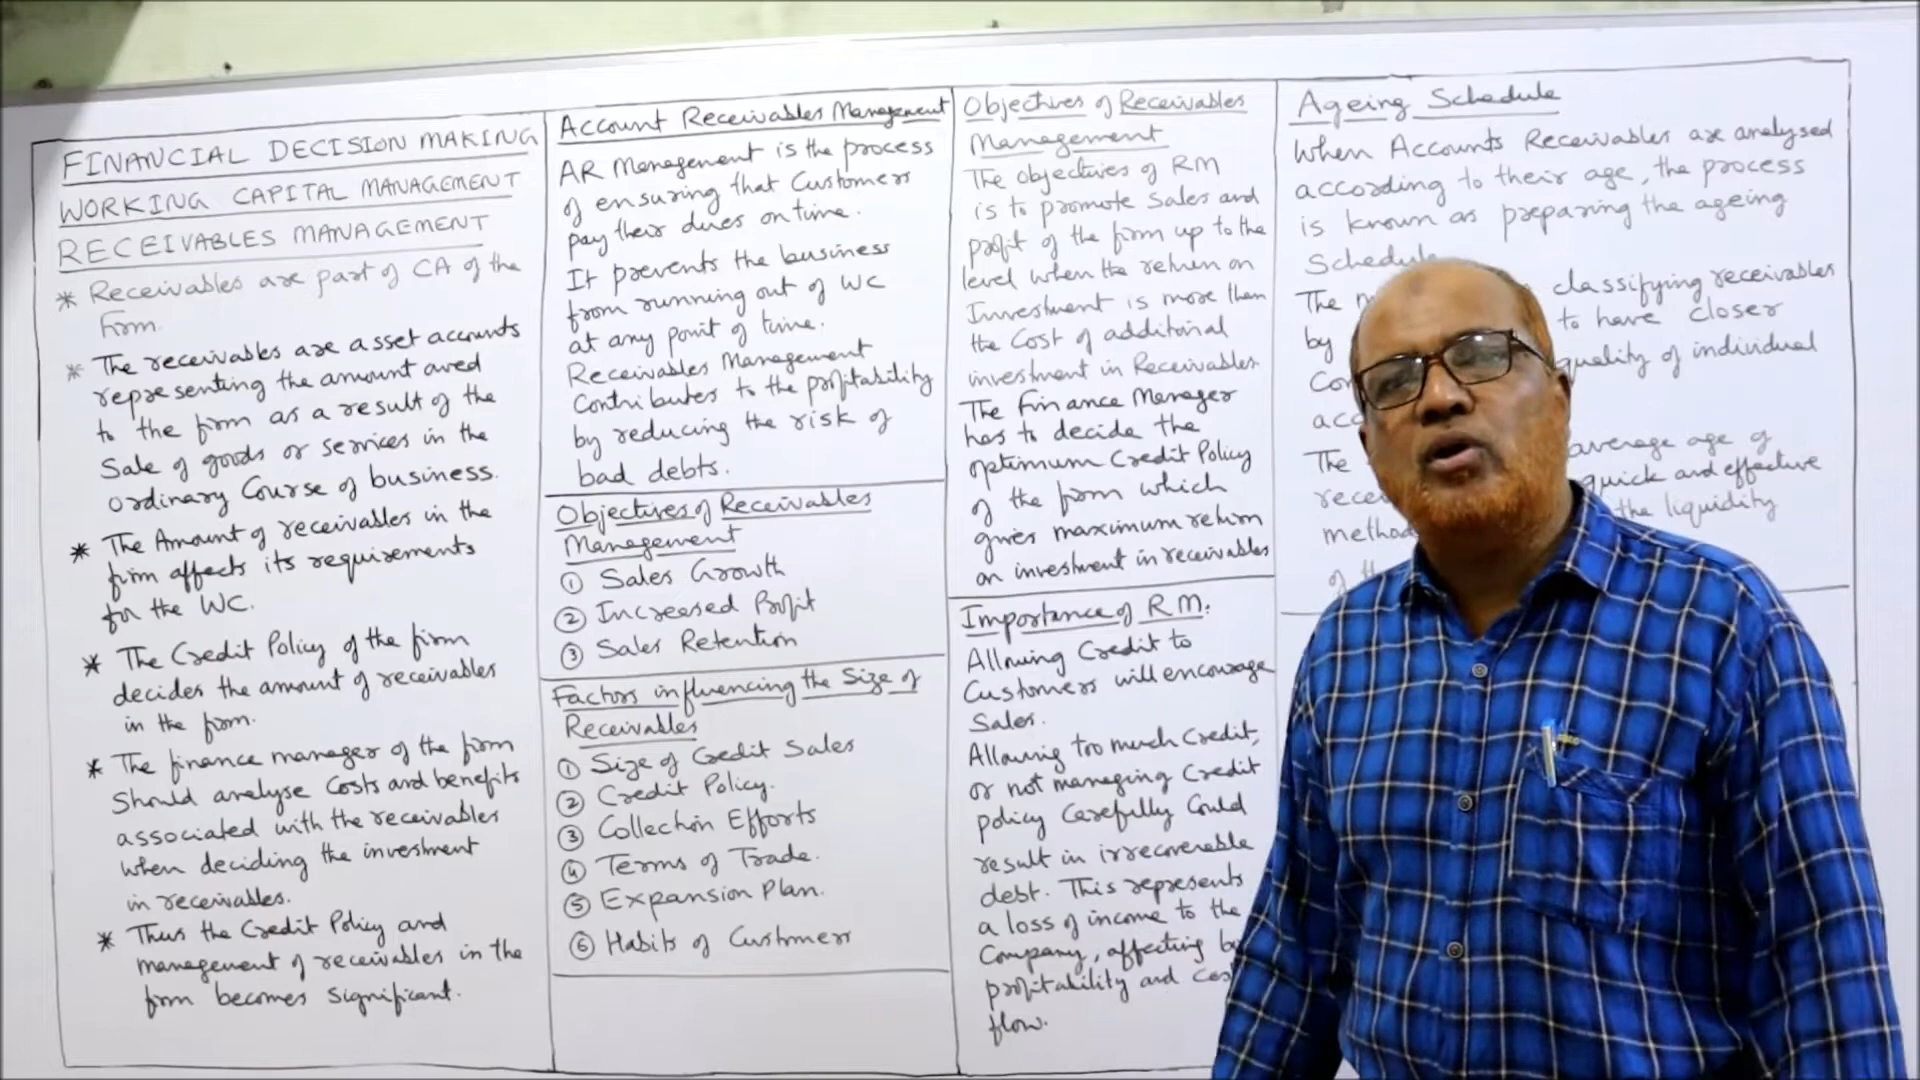 FINANCIAL DECISION MAKING
WORKING CAPITAL MANAGEMENT
RECEIVABLES MANAGEMENT
* Receivables are part of CA of the
firm.
* The receivables are asset accounts
representing the amount owed
to the firm as a result of the
Sale of goods or services in the
ordinary Course of business.
* The Amount of receivables in the
firm affects its requirements
for the WC.
* The Credit Policy of the firm
decides the amount of receivables
in the firm.
* The finance manager of the firm
Should analyse Costs and benefits
associated with the receivables
when deciding the investment
in receivables.
* Thus the Credit Policy and
management of receivables in the
firm becomes significant.
Account Receivables Management
AR Management is the process
of ensuring that Customers
pay their dues on time.
It prevents the business
from running out of WC
at any point of time.
Receivables Management
Contributes to the profitability
by reducing the risk of
bad debts.
Objectives of Receivables
Management
① Sales Growth
② Increased Profit
③ Sales Retention
Factors influencing the Size of
Receivables
① Size of Credit Sales
② Credit Policy.
③ Collection Efforts
④ Terms of Trade.
⑤ Expansion Plan.
⑥ Habits of Customers
Objectives of Receivables
Management
The objectives of RM
is to promote Sales and
profit of the firm up to the
level when the return on
Investment is more than
the Cost of additional
investment in Receivables.
The Finance Manager
has to decide the
optimum Credit Policy
of the firm which
gives maximum return
on investment in receivables
Importance of RM:
Allowing Credit to
Customers will encourage
Sales.
Allowing too much Credit,
or not managing Credit
policy Carefully Could
result in irrecoverable
debt. This represents
a loss of income to the
Company, affecting
profitability and
flow.
Ageing Schedule
When Accounts Receivables are analysed
according to their age, the process
is known as preparing the ageing
Schedule
The classifying receivables
by to have closer
quality of individual
The average age of
quick and effective
method the liquidity